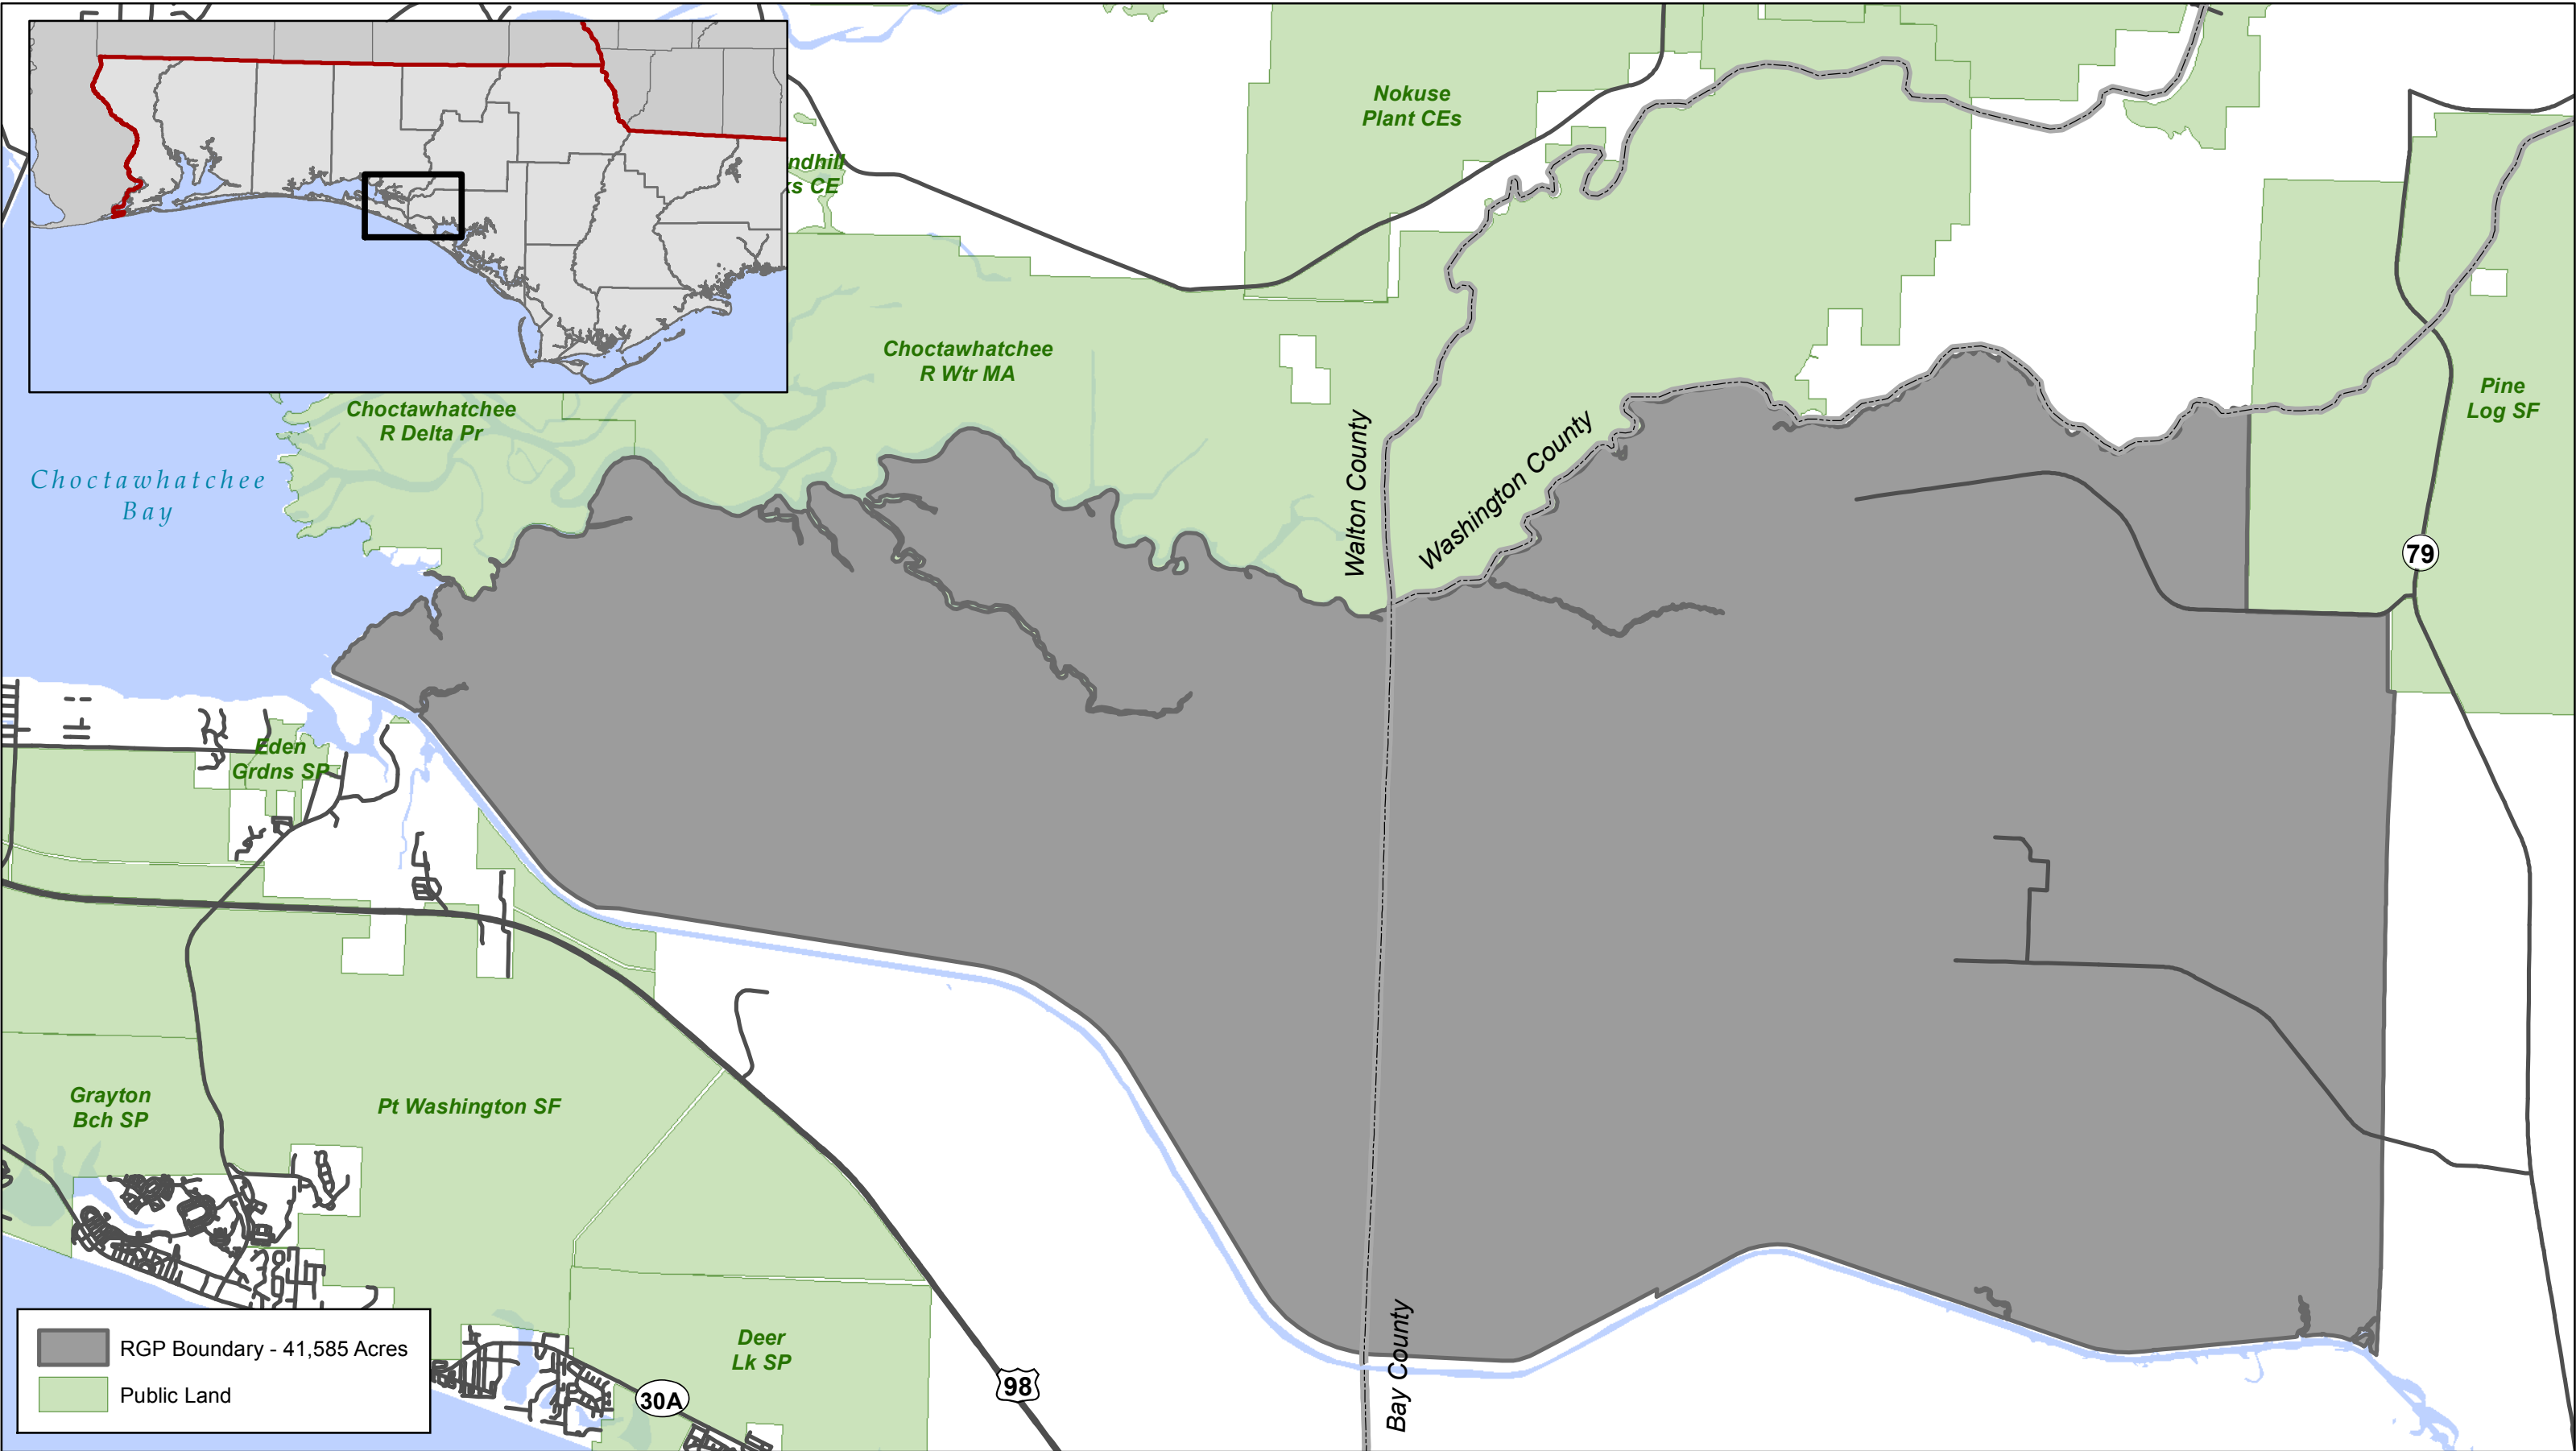 Nokuse
Plant CEs
ndhill
ks CE
Choctawhatchee
R Wtr MA
Choctawhatchee
R Delta Pr
Pine
Log SF
Choctawhatchee
Bay
Walton County
Washington County
79
Eden
Grdns SP
Grayton
Bch SP
Pt Washington SF
Deer
Lk SP
Bay County
98
30A
RGP Boundary - 41,585 Acres
Public Land